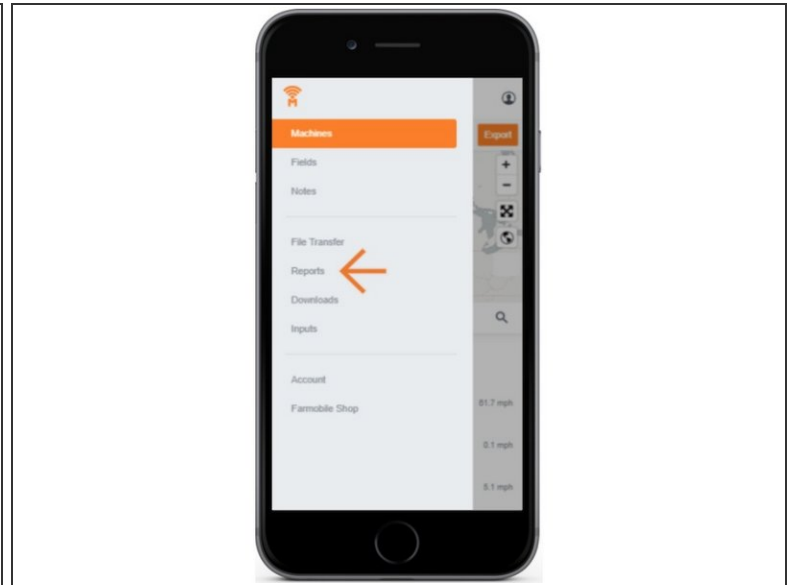 Machines
Export
Fields
Notes
File Transfer
Reports
Downloads
Inputs
Account
Farmobile Shop
81.7 mph
0.1 mph
5.1 mph